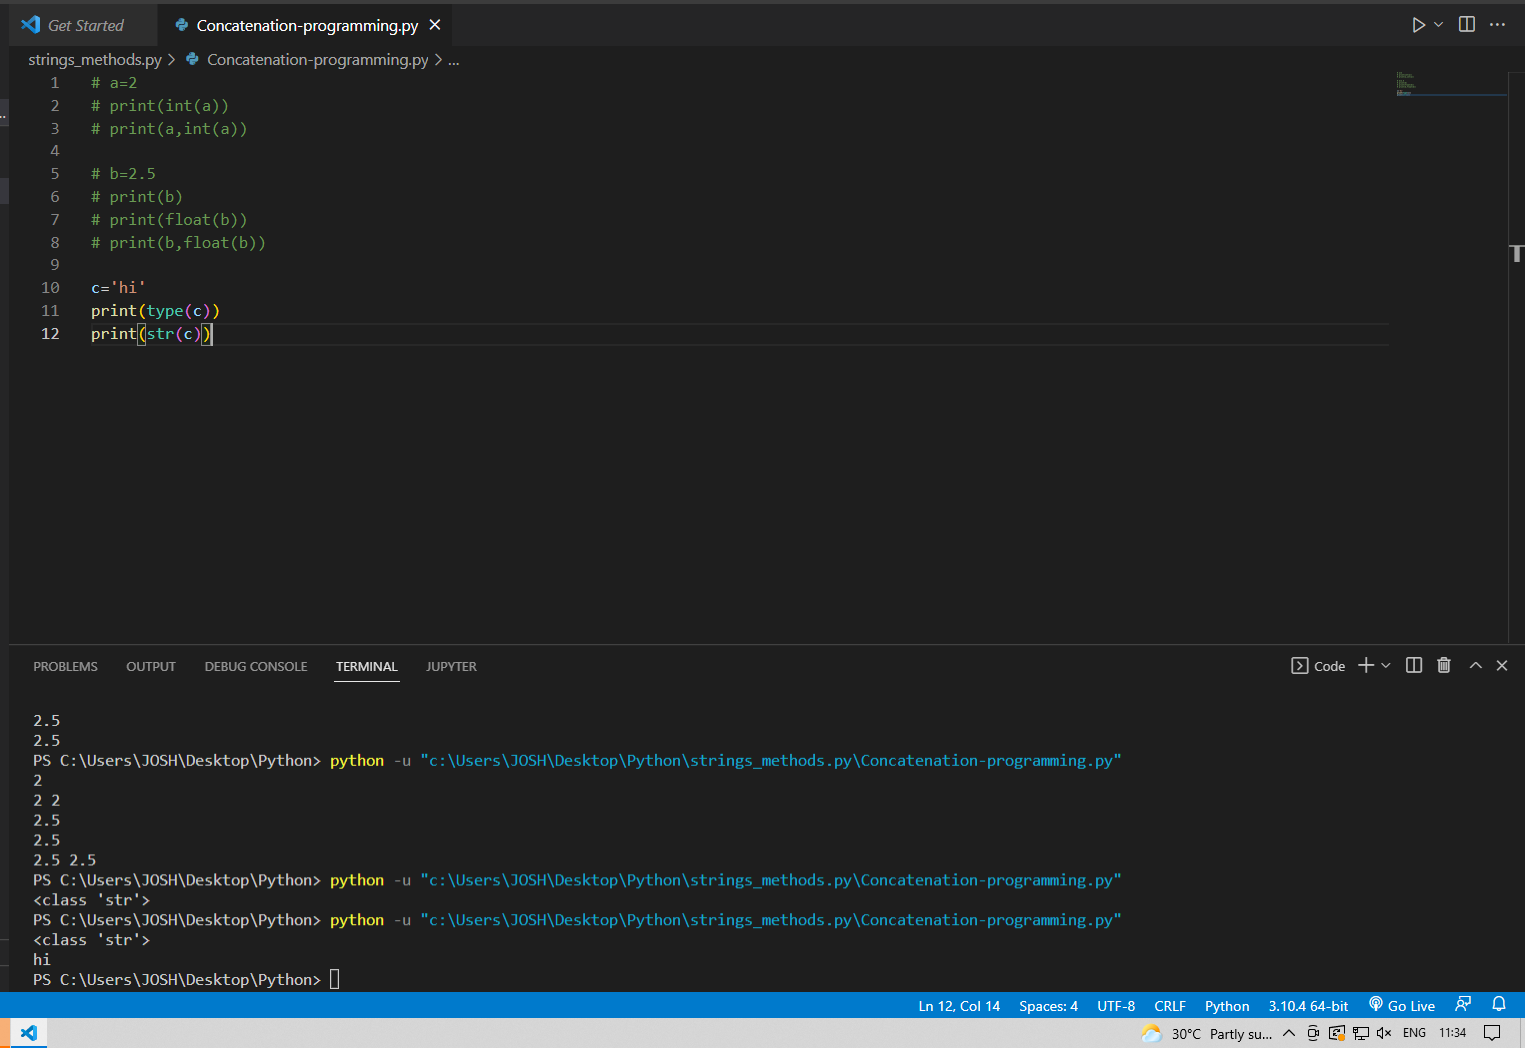 Get Started
Concatenation-programming.py
strings_methods.py > Concatenation-programming.py > ...
1 # a=2
2 # print(int(a))
3 # print(a,int(a))
4
5 # b=2.5
6 # print(b)
7 # print(float(b))
8 # print(b,float(b))
9
10 c='hi'
11 print(type(c))
12 print(str(c))
PROBLEMS OUTPUT DEBUG CONSOLE TERMINAL JUPYTER
Code
2.5
2.5
PS C:\Users\JOSH\Desktop\Python> python -u "c:\Users\JOSH\Desktop\Python\strings_methods.py\Concatenation-programming.py"
2
2 2
2.5
2.5
2.5 2.5
PS C:\Users\JOSH\Desktop\Python> python -u "c:\Users\JOSH\Desktop\Python\strings_methods.py\Concatenation-programming.py"
<class 'str'>
PS C:\Users\JOSH\Desktop\Python> python -u "c:\Users\JOSH\Desktop\Python\strings_methods.py\Concatenation-programming.py"
<class 'str'>
hi
PS C:\Users\JOSH\Desktop\Python>
Ln 12, Col 14 Spaces: 4 UTF-8 CRLF Python 3.10.4 64-bit Go Live
30°C Partly su... ENG 11:34